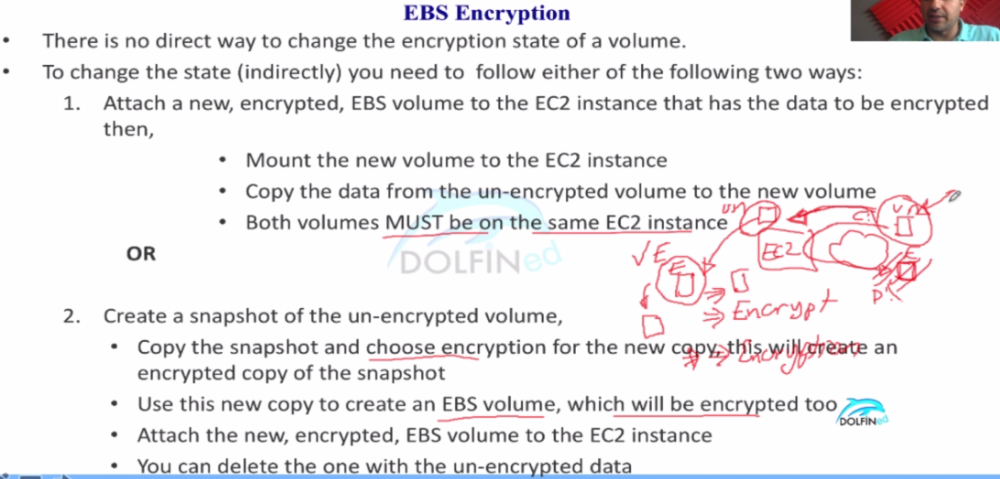 EBS Encryption
• There is no direct way to change the encryption state of a volume.
• To change the state (indirectly) you need to follow either of the following two ways:
1. Attach a new, encrypted, EBS volume to the EC2 instance that has the data to be encrypted
then,
• Mount the new volume to the EC2 instance
• Copy the data from the un-encrypted volume to the new volume
• Both volumes MUST be on the same EC2 instance
un
C:\
un
EC2
E
D:\
√E
E
OR
DOLFINed
Encrypt
2. Create a snapshot of the un-encrypted volume,
• Copy the snapshot and choose encryption for the new copy, this will create an
encrypted copy of the snapshot
• Use this new copy to create an EBS volume, which will be encrypted too
DOLFINed
• Attach the new, encrypted, EBS volume to the EC2 instance
• You can delete the one with the un-encrypted data